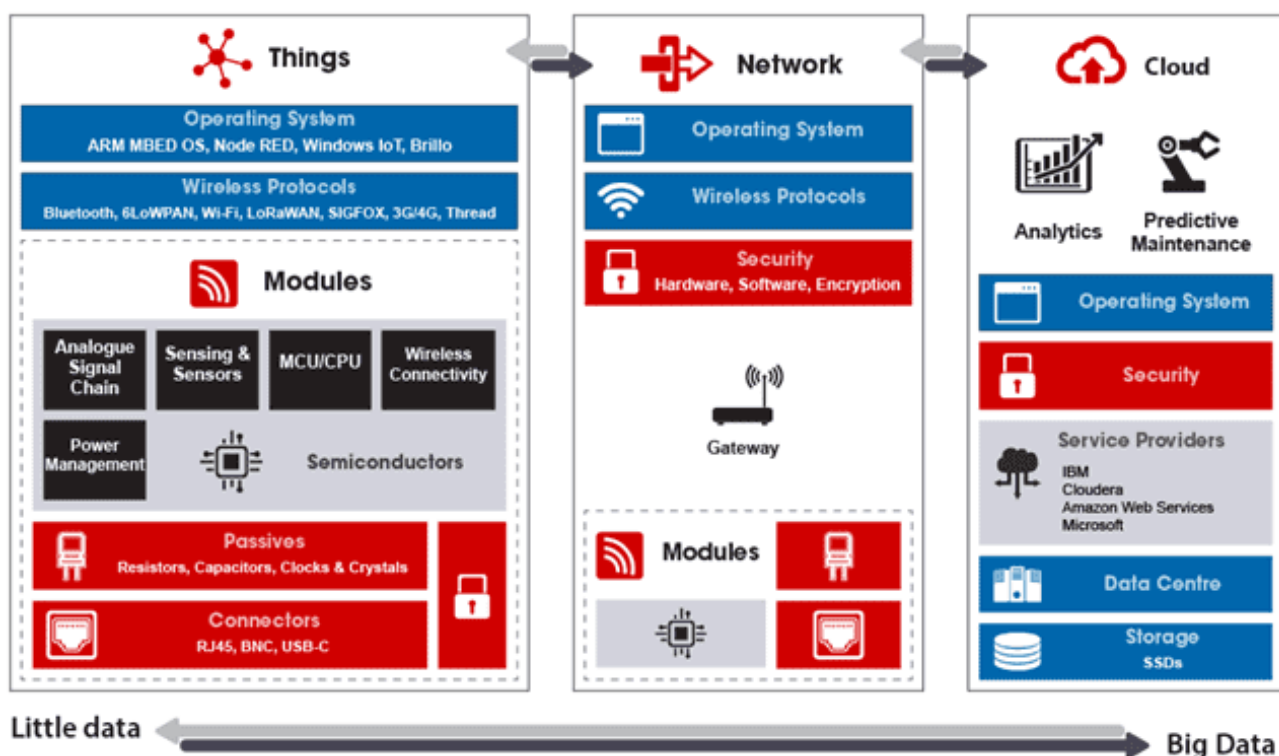 Things
Operating System
ARM MBED OS, Node RED, Windows IoT, Brillo
Wireless Protocols
Bluetooth, 6LoWPAN, Wi-Fi, LoRaWAN, SIGFOX, 3G/4G, Thread
Modules
Analogue
Signal
Chain
Sensing &
Sensors
MCU/CPU
Wireless
Connectivity
Power
Management
Semiconductors
Passives
Resistors, Capacitors, Clocks & Crystals
Connectors
RJ45, BNC, USB-C
Network
Operating System
Wireless Protocols
Security
Hardware, Software, Encryption
Gateway
Modules
Cloud
Analytics
Predictive
Maintenance
Operating System
Security
Service Providers
IBM
Cloudera
Amazon Web Services
Microsoft
Data Centre
Storage
SSDs
Little data
Big Data